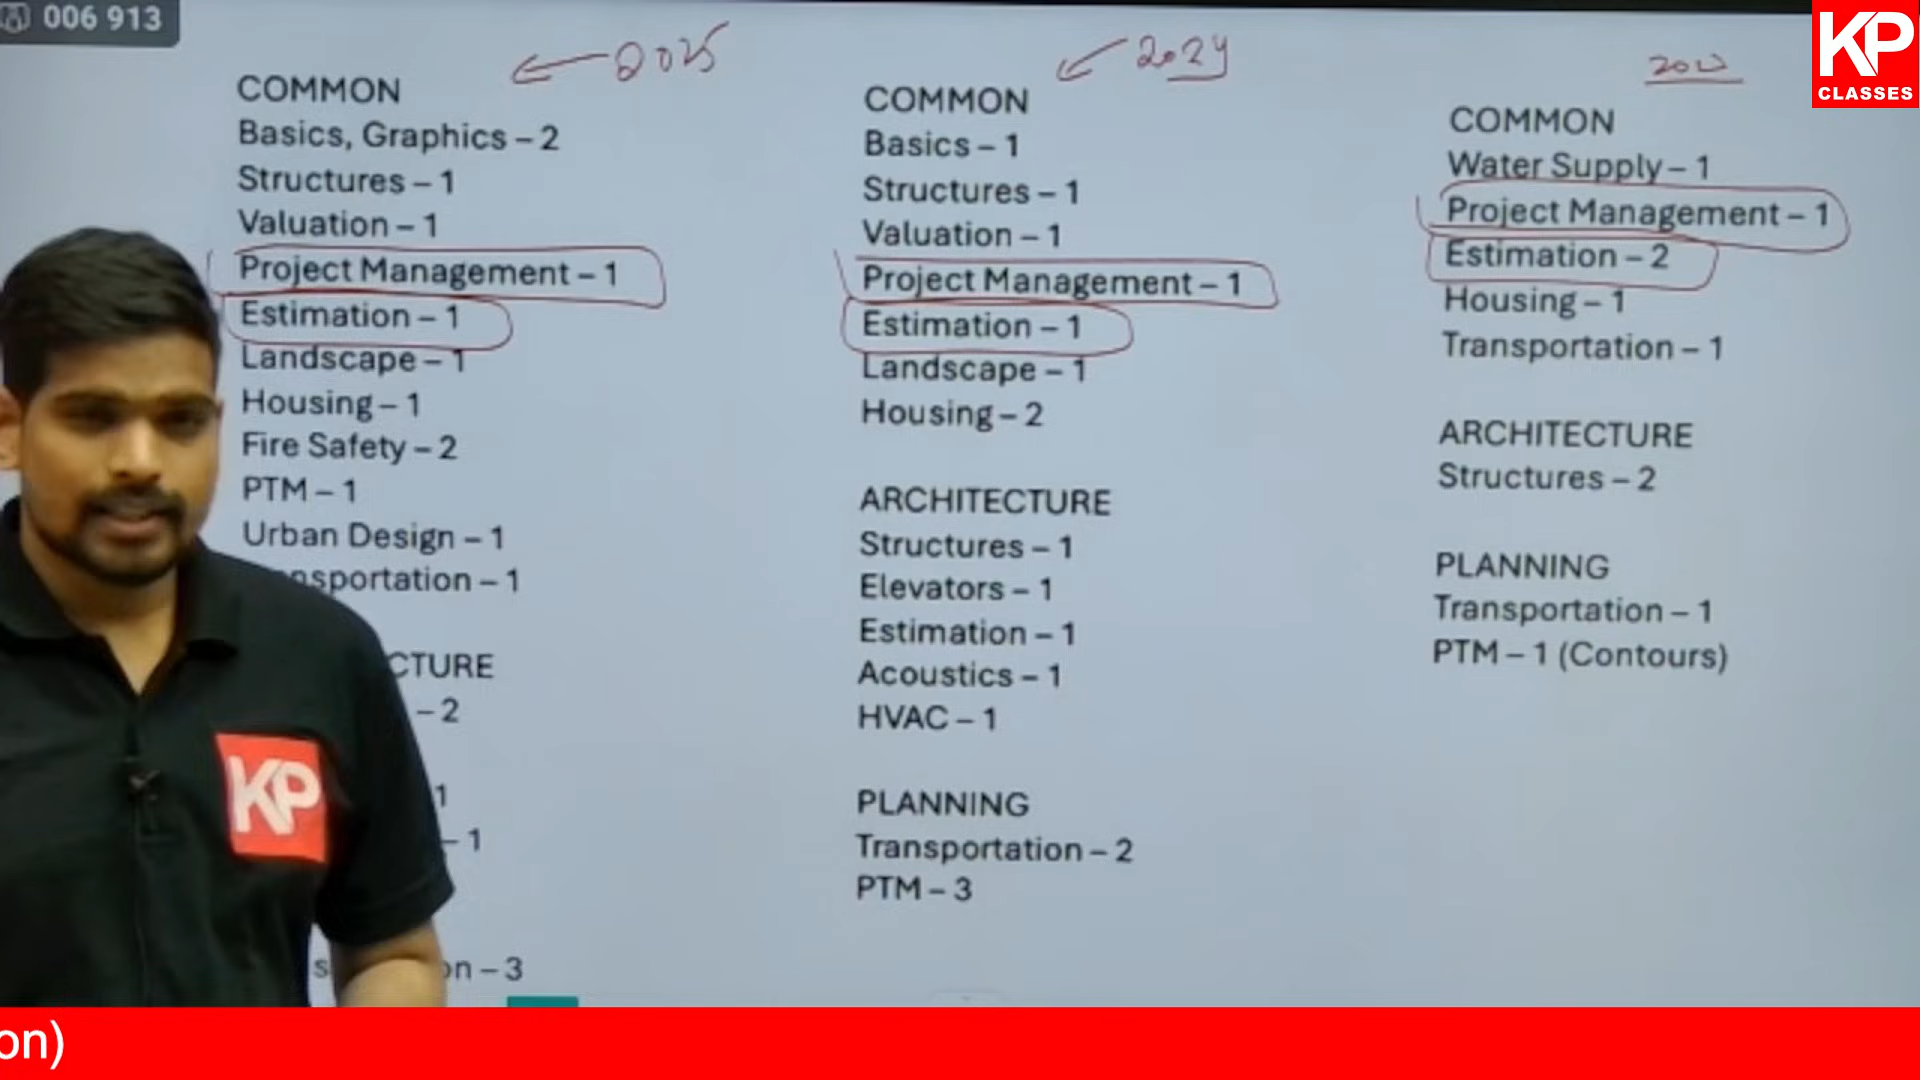 006 913
KP
CLASSES
2025
COMMON
Basics, Graphics – 2
Structures – 1
Valuation – 1
Project Management – 1
Estimation – 1
Landscape – 1
Housing – 1
Fire Safety – 2
PTM – 1
Urban Design – 1
nsportation – 1
CTURE
– 2
1
– 1
on – 3
2024
COMMON
Basics – 1
Structures – 1
Valuation – 1
Project Management – 1
Estimation – 1
Landscape – 1
Housing – 2
ARCHITECTURE
Structures – 1
Elevators – 1
Estimation – 1
Acoustics – 1
HVAC – 1
PLANNING
Transportation – 2
PTM – 3
COMMON
Water Supply – 1
Project Management – 1
Estimation – 2
Housing – 1
Transportation – 1
ARCHITECTURE
Structures – 2
PLANNING
Transportation – 1
PTM – 1 (Contours)
KP
on)